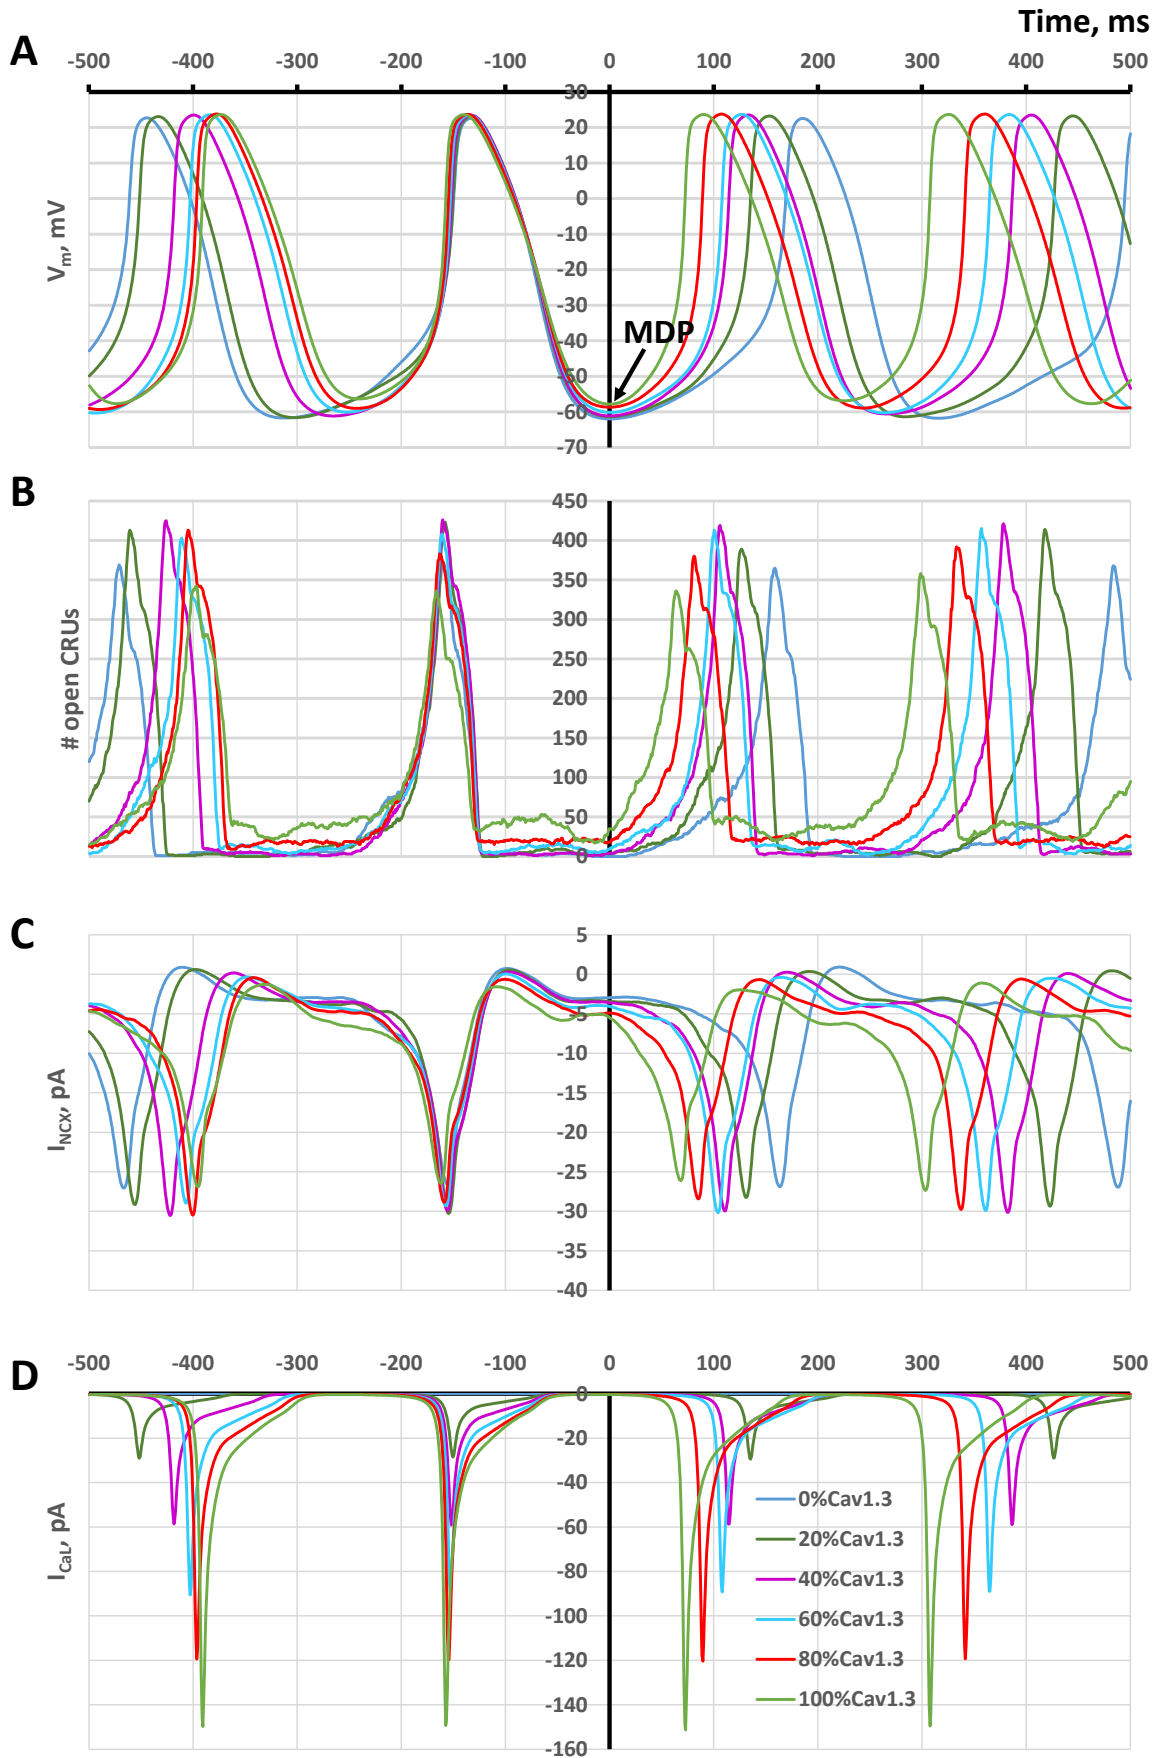 Time, ms
A
-500 -400 -300 -200 -100 0 100 200 300 400 500
30
20
10
0
-10
-20
-30
-40
-50
-60
-70
Vm, mV
MDP
B
450
400
350
300
250
200
150
100
50
0
# open CRUs
C
5
0
-5
-10
-15
-20
-25
-30
-35
-40
INCX, pA
D
-500 -400 -300 -200 -100 0 100 200 300 400 500
0
-20
-40
-60
-80
-100
-120
-140
-160
ICaL, pA
0%Cav1.3
20%Cav1.3
40%Cav1.3
60%Cav1.3
80%Cav1.3
100%Cav1.3